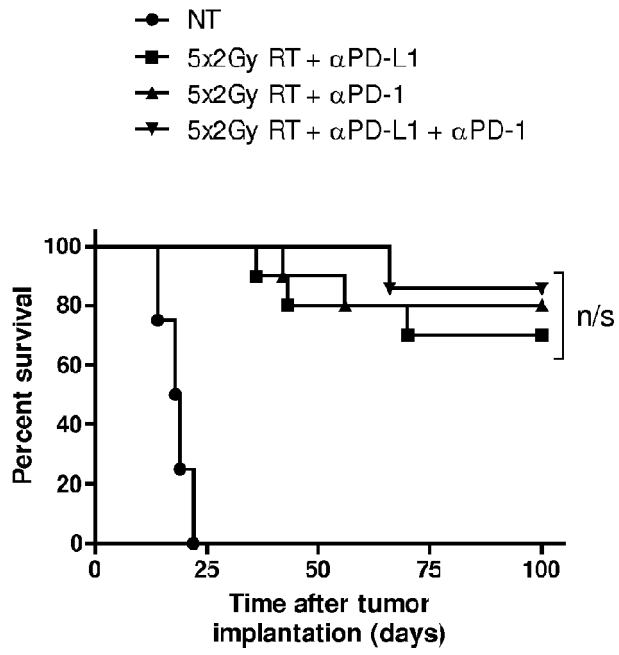 NT
5x2Gy RT + αPD-L1
5x2Gy RT + αPD-1
5x2Gy RT + αPD-L1 + αPD-1
100
80
60
40
20
0
Percent survival
n/s
0 25 50 75 100
Time after tumor
implantation (days)